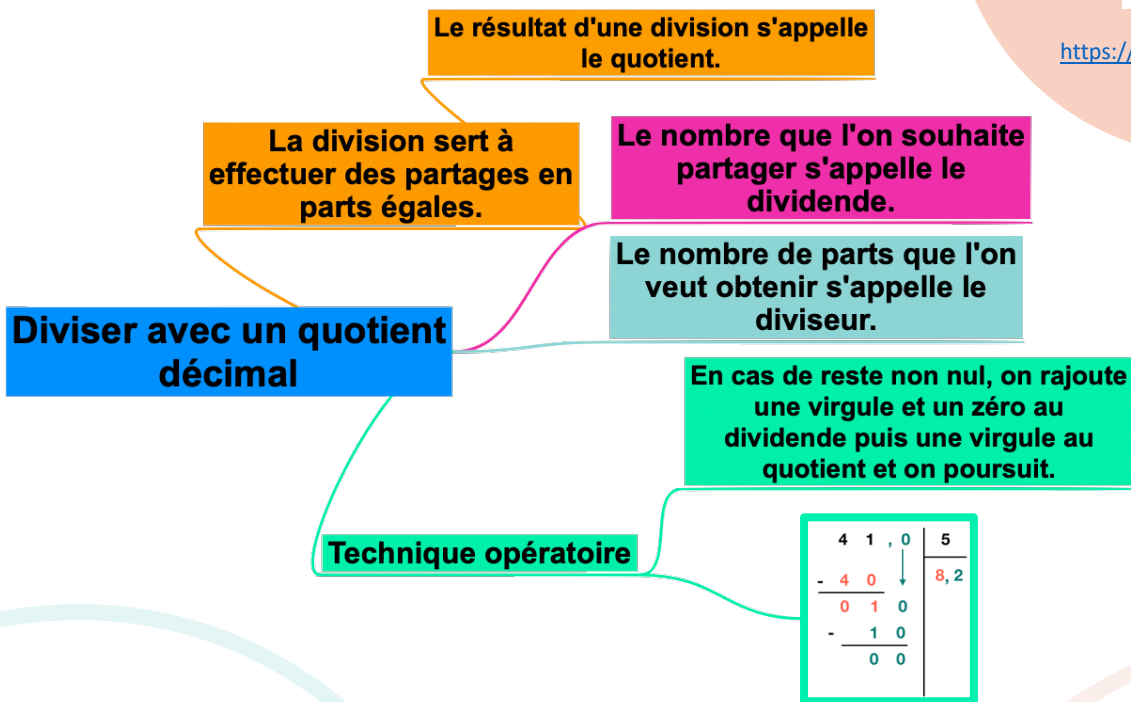 Le résultat d'une division s'appelle
le quotient.
https://
La division sert à
effectuer des partages en
parts égales.
Le nombre que l'on souhaite
partager s'appelle le
dividende.
Le nombre de parts que l'on
veut obtenir s'appelle le
diviseur.
Diviser avec un quotient
décimal
En cas de reste non nul, on rajoute
une virgule et un zéro au
dividende puis une virgule au
quotient et on poursuit.
Technique opératoire
4 1 , 0 5
- 4 0 8, 2
0 1 0
- 1 0
0 0